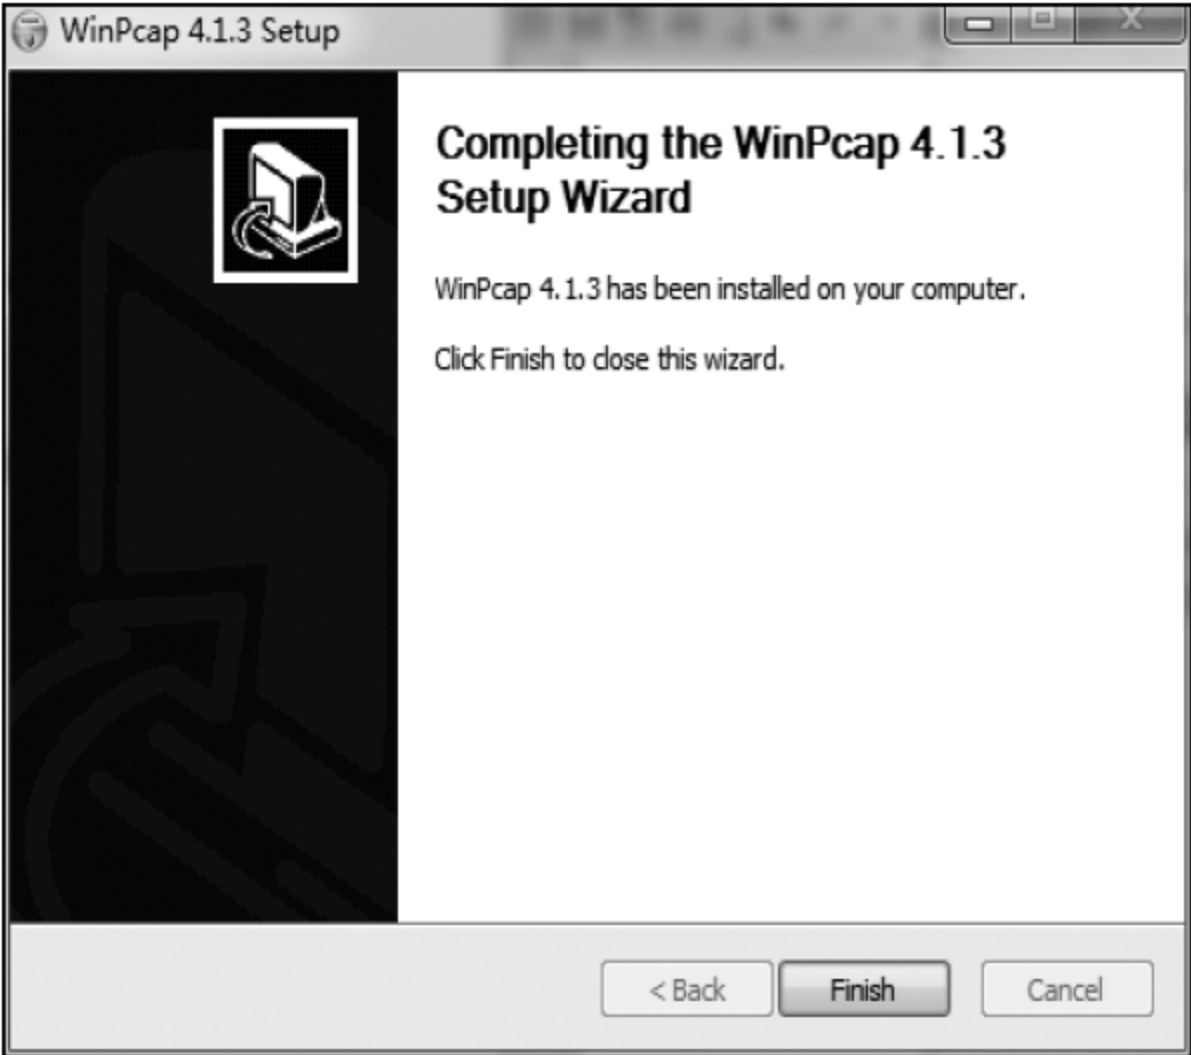 WinPcap 4.1.3 Setup
Completing the WinPcap 4.1.3
Setup Wizard
WinPcap 4.1.3 has been installed on your computer.
Click Finish to close this wizard.
< Back
Finish
Cancel